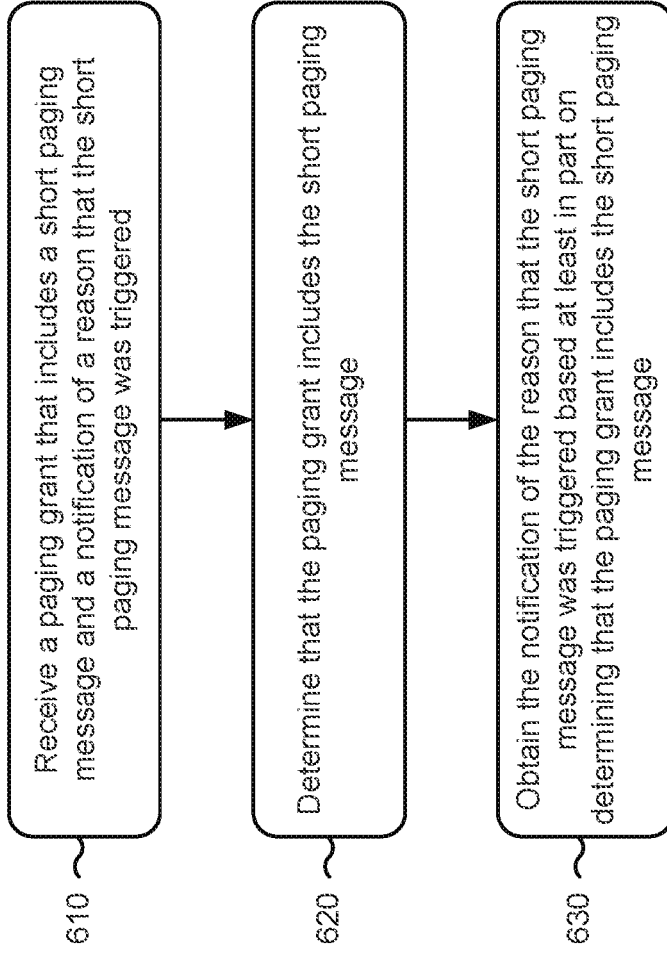 610
Receive a paging grant that includes a short paging
message and a notification of a reason that the short
paging message was triggered
620
Determine that the paging grant includes the short paging
message
630
Obtain the notification of the reason that the short paging
message was triggered based at least in part on
determining that the paging grant includes the short paging
message